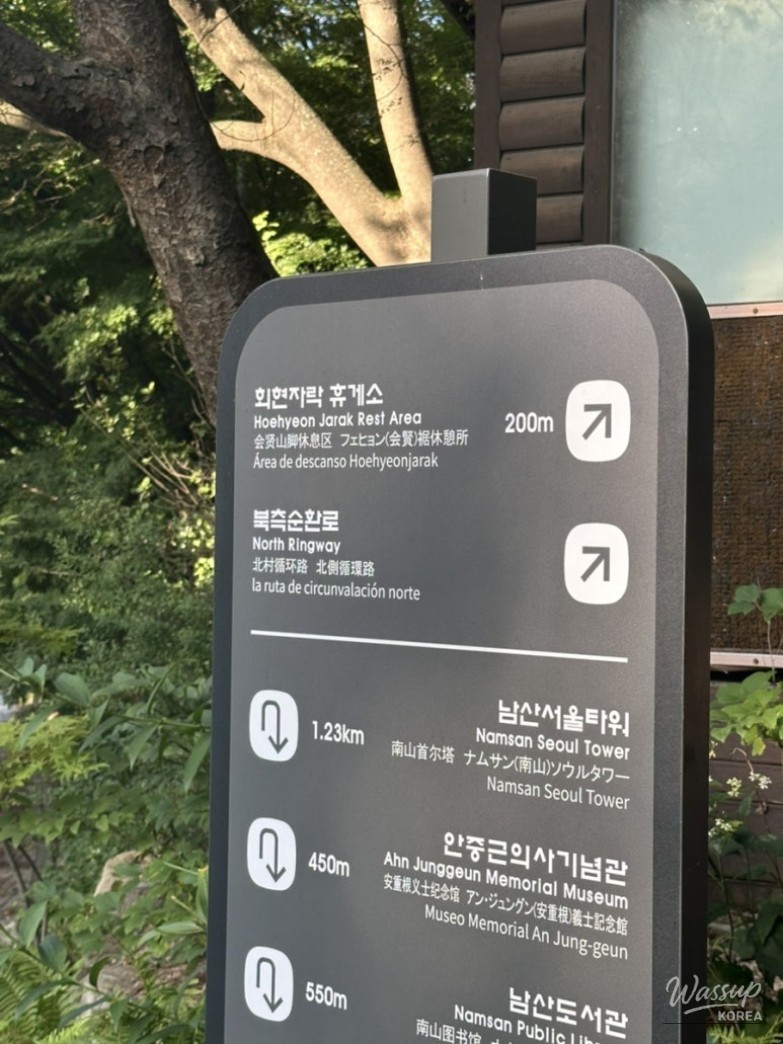 회현자락 휴게소
Hoehyeon Jarak Rest Area
200m
会贤山脚休息区 フェヒョン(会賢)裾休憩所
Área de descanso Hoehyeonjarak
북측순환로
North Ringway
北村循环路 北側循環路
la ruta de circunvalación norte
남산서울타워
1.23km
Namsan Seoul Tower
南山首尔塔 ナムサン(南山)ソウルタワー
Namsan Seoul Tower
안중근의사기념관
450m
Ahn Junggeun Memorial Museum
安重根义士纪念馆 アン・ジュングン(安重根)義士記念館
Museo Memorial An Jung-geun
남산도서관
550m
Namsan Public
南山图书馆
Wassup
KOREA